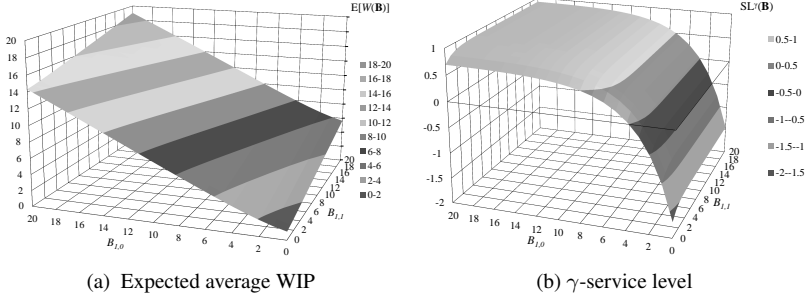 E[W(B)]
20
18
16
14
12
10
8
6
4
2
0
20 18 16 14 12 10 8 6 4 2 0
B1,0
0 2 4 6 8 10 12 14 16 18 20
B1,1
18-20
16-18
14-16
12-14
10-12
8-10
6-8
4-6
2-4
0-2
(a) Expected average WIP
SLγ(B)
1
0.5
0
-0.5
-1
-1.5
-2
20 18 16 14 12 10 8 6 4 2 0
B1,0
0 2 4 6 8 10 12 14 16 18 20
B1,1
0.5-1
0-0.5
-0.5-0
-1--0.5
-1.5--1
-2--1.5
(b) γ-service level